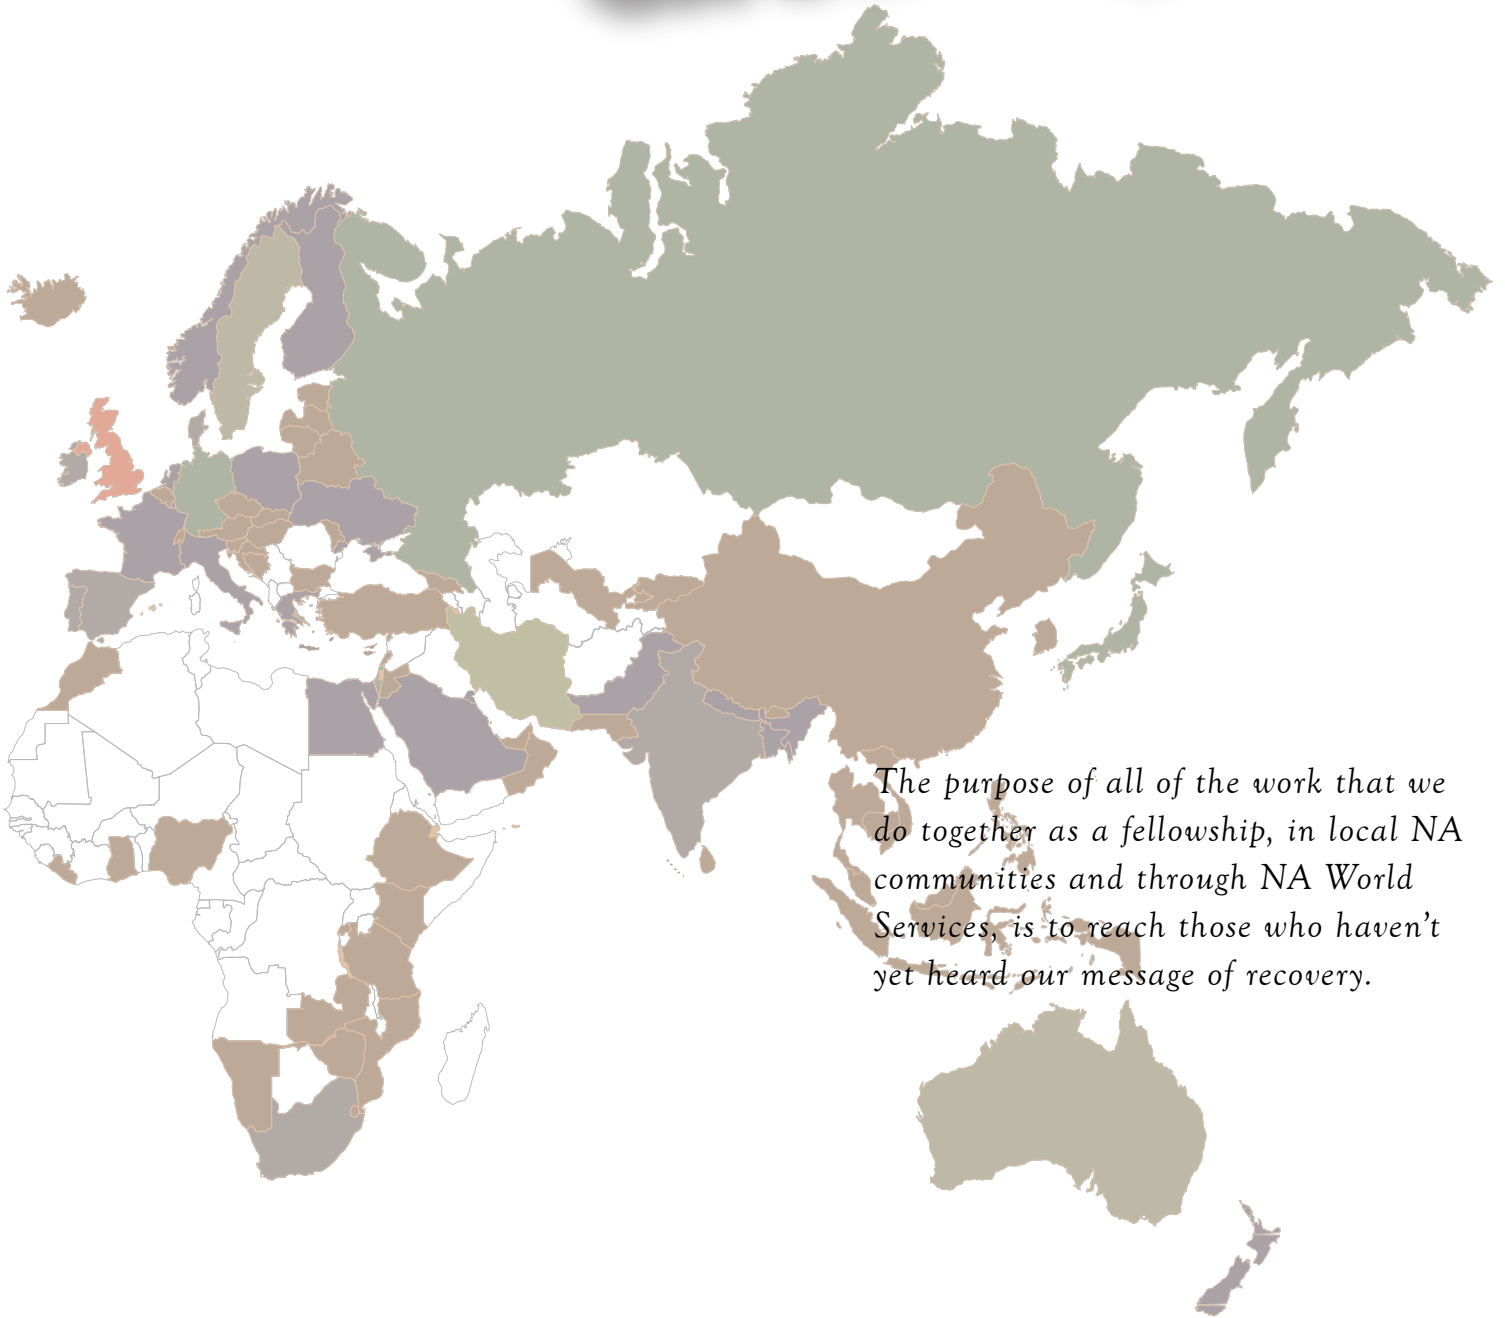 The purpose of all of the work that we
do together as a fellowship, in local NA
communities and through NA World
Services, is to reach those who haven't
yet heard our message of recovery.